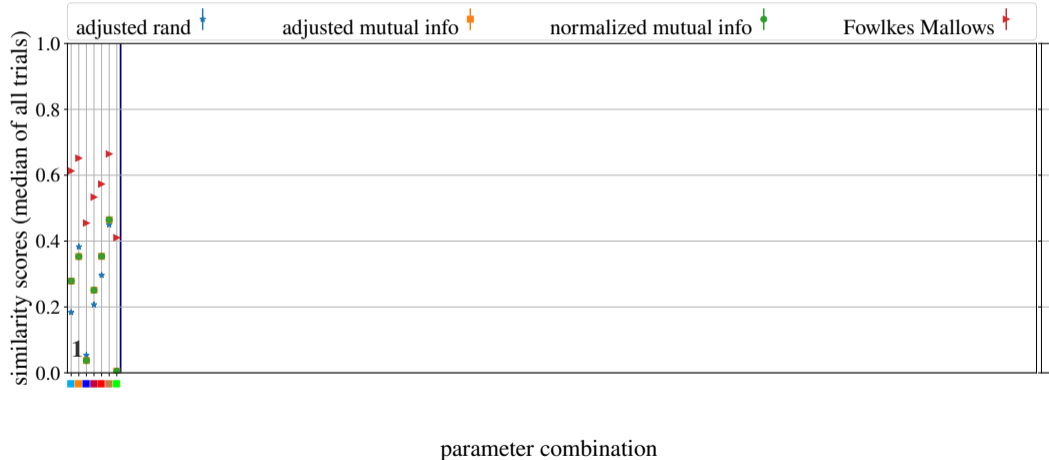 adjusted rand
adjusted mutual info
normalized mutual info
Fowlkes Mallows
similarity scores (median of all trials)
1.0
0.8
0.6
0.4
0.2
0.0
1
parameter combination